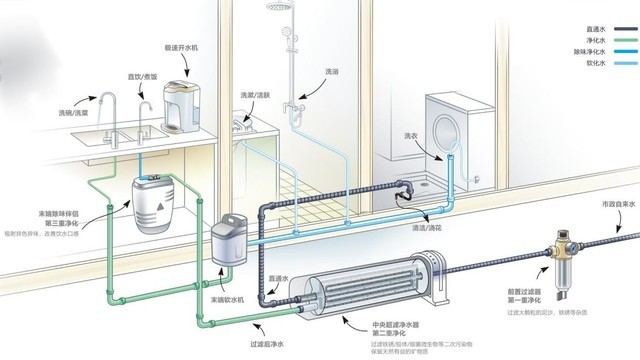 直通水
净化水
除味净化水
软化水
极速开水机
直饮/煮饭
洗碗/洗菜
洗漱/洁肤
洗浴
洗衣
末端除味伴侣
第三重净化
吸附异色异味、改善饮水口感
清洁/浇花
市政自来水
末端软水机
直通水
前置过滤器
第一重净化
过滤大颗粒的泥沙、铁锈等杂质
过滤后净水
中央超滤净水器
第二重净化
过滤铁锈/胶体/细菌微生物等二次污染物
保留天然有益的矿物质